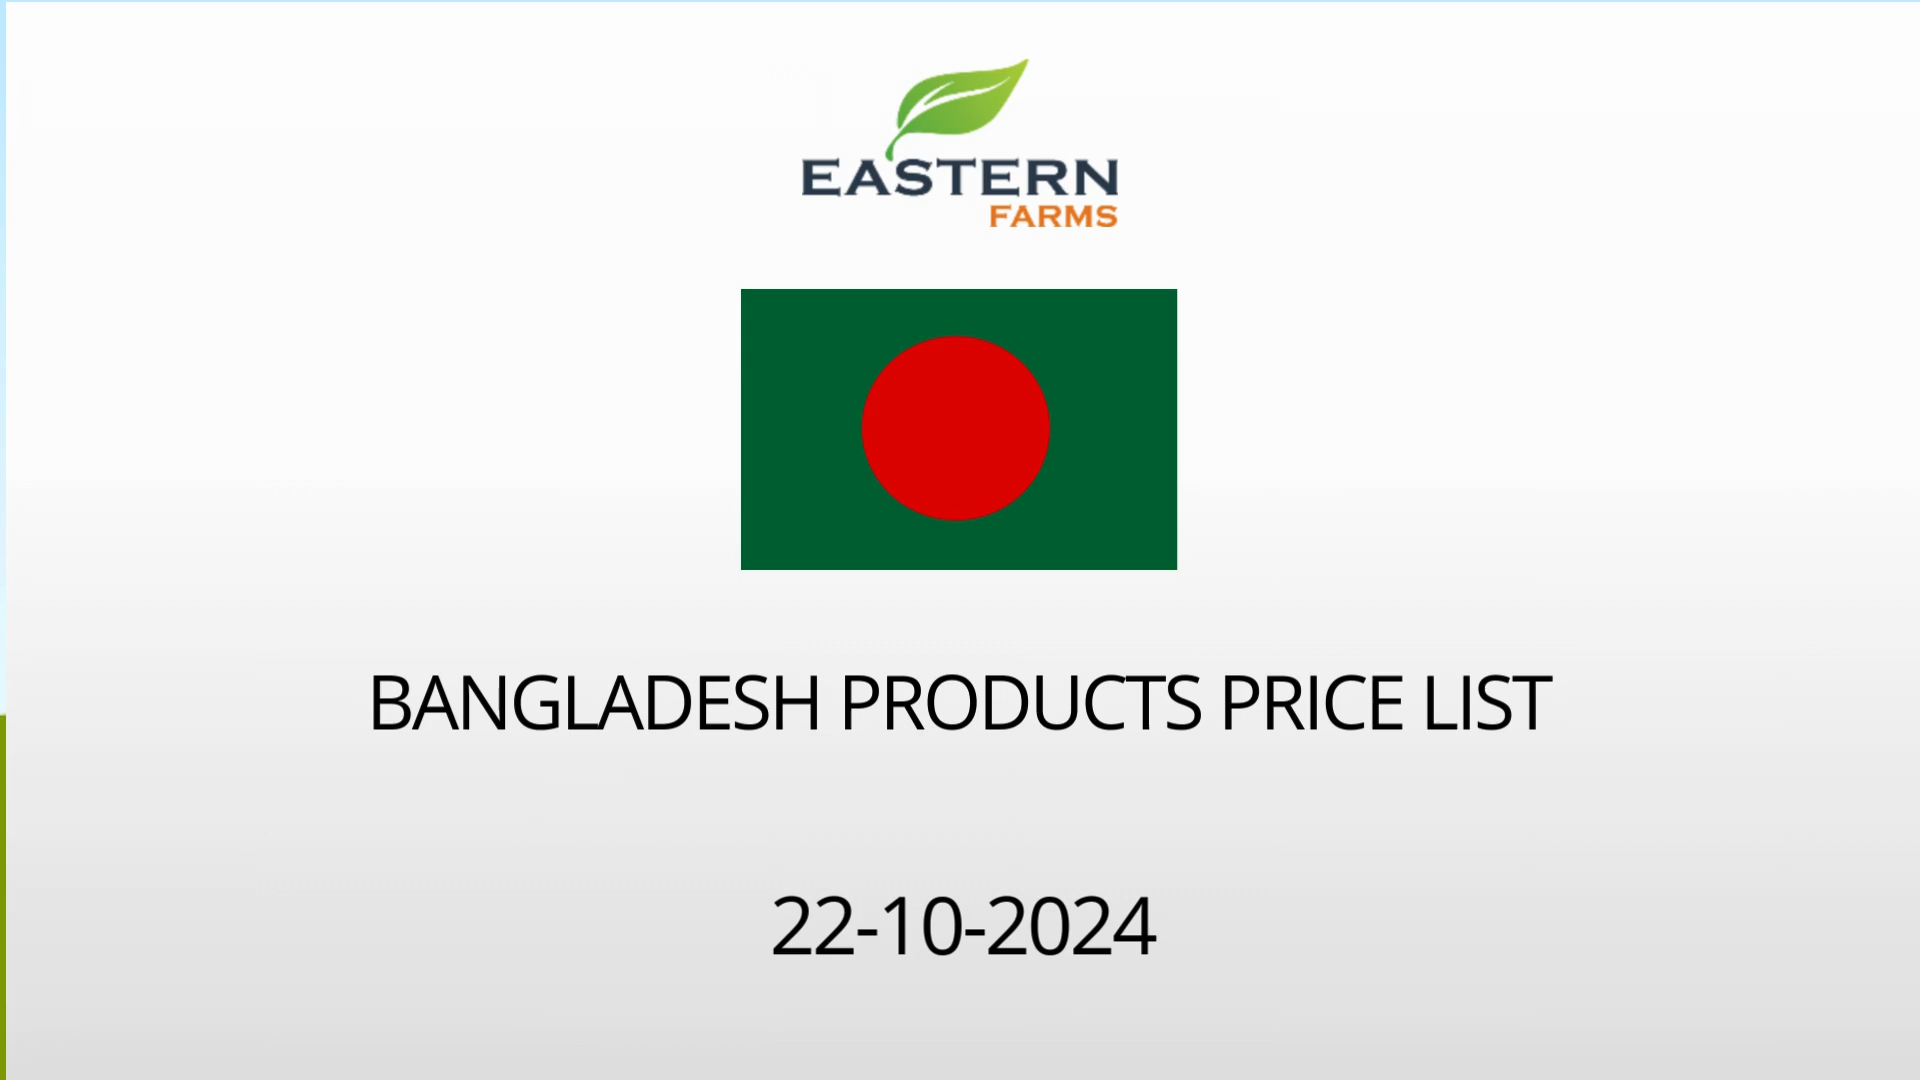 EASTERN
FARMS
BANGLADESH PRODUCTS PRICE LIST
22-10-2024